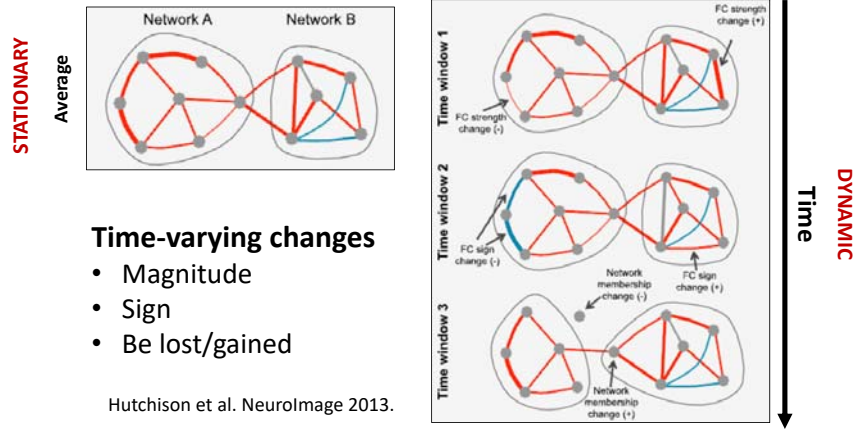 STATIONARY
Average
Network A
Network B
Time-varying changes
• Magnitude
• Sign
• Be lost/gained
Hutchison et al. NeuroImage 2013.
Time window 1
FC strength
change (+)
FC strength
change (-)
Time window 2
FC sign
change (-)
FC sign
change (+)
Time window 3
Network
membership
change (-)
Network
membership
change (+)
Time
DYNAMIC